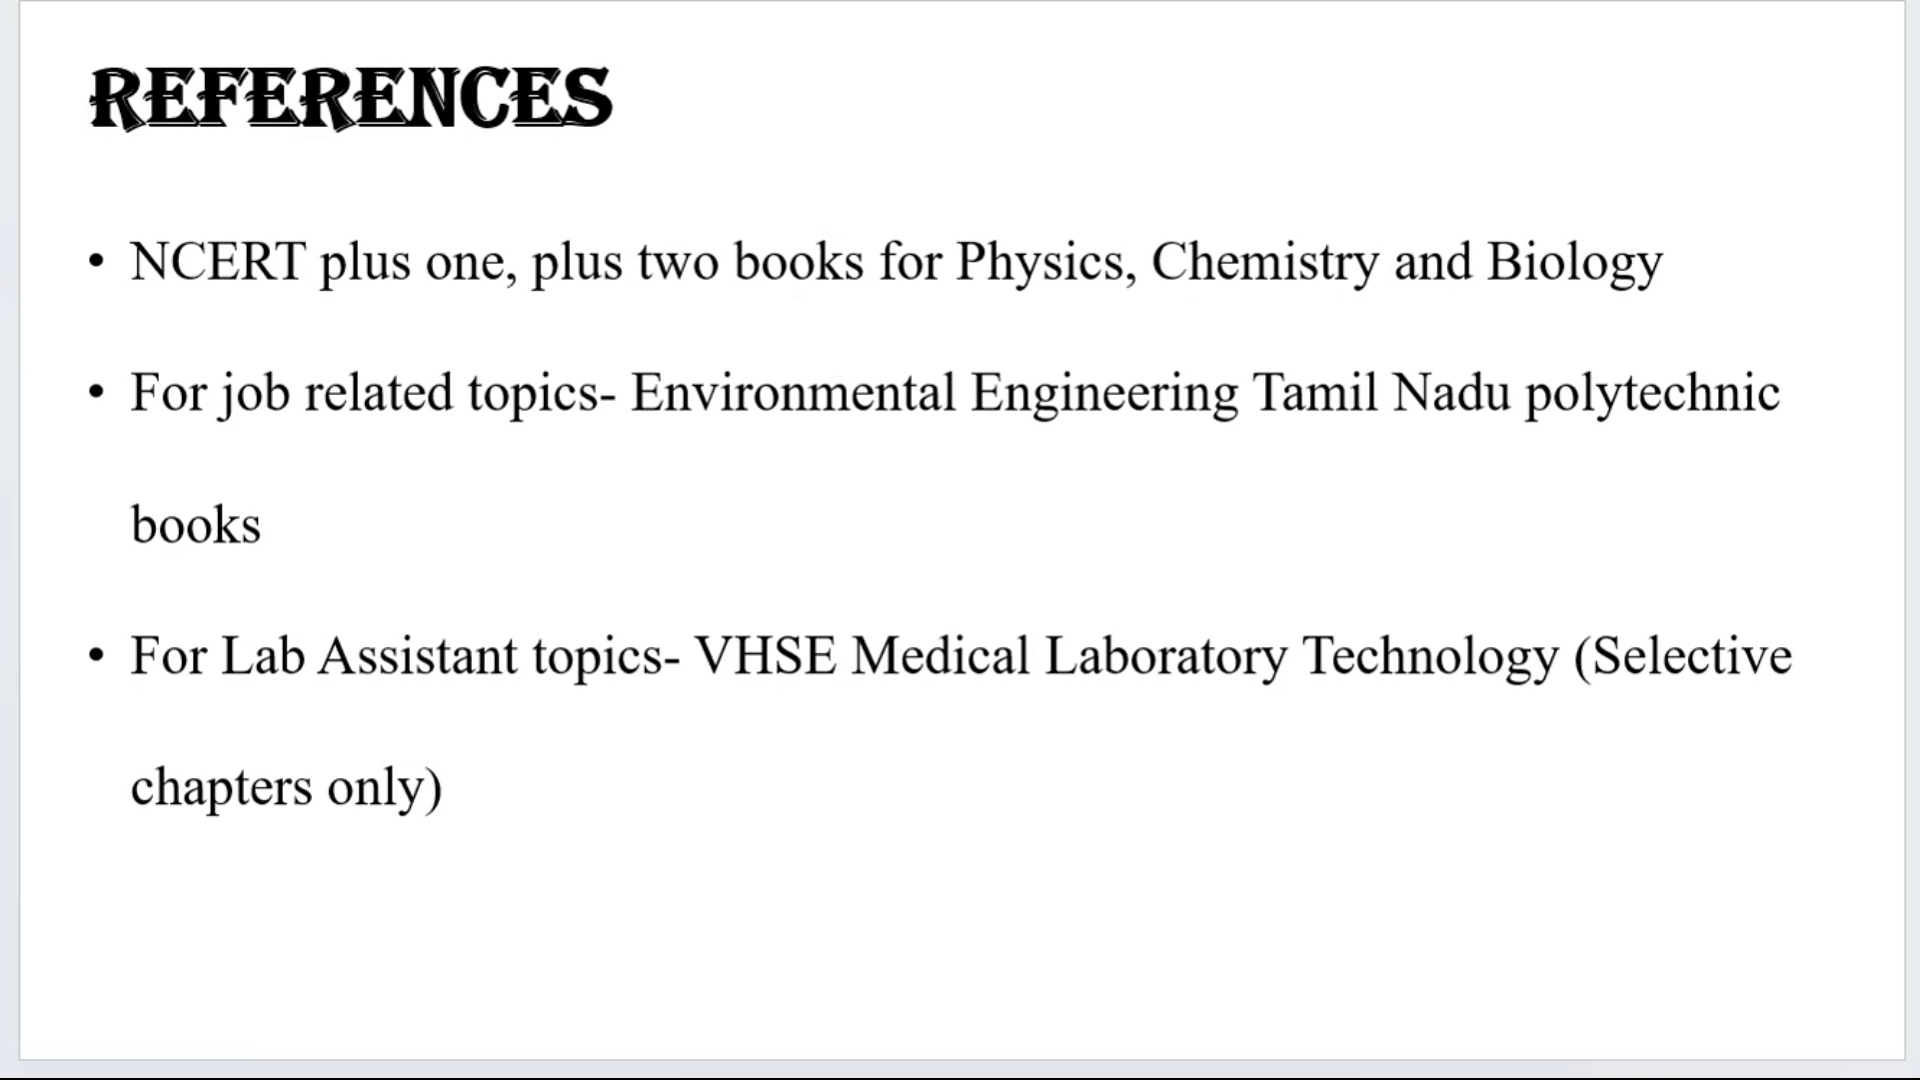 REFERENCES
• NCERT plus one, plus two books for Physics, Chemistry and Biology
• For job related topics- Environmental Engineering Tamil Nadu polytechnic
books
• For Lab Assistant topics- VHSE Medical Laboratory Technology (Selective
chapters only)